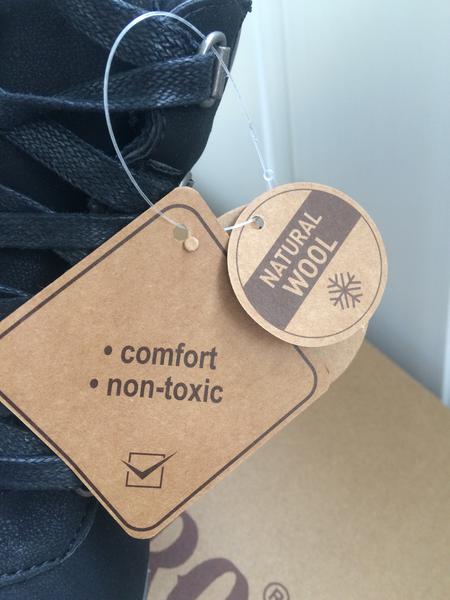 NATURAL
WOOL
• comfort
• non-toxic
®